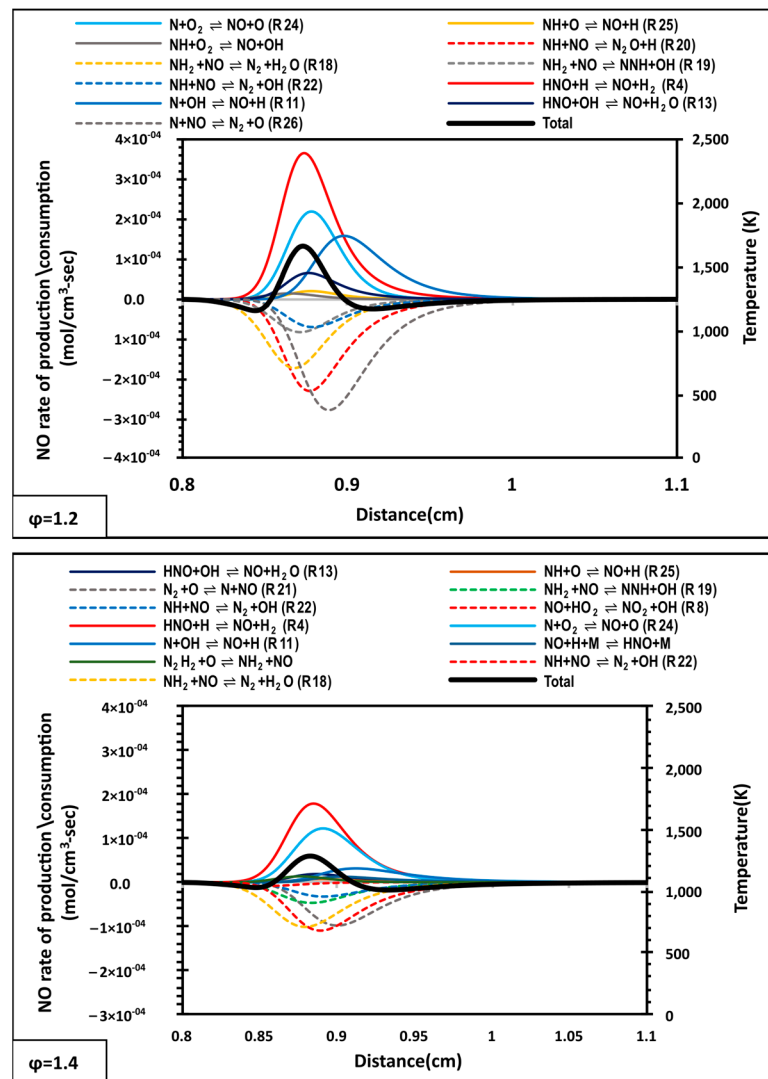 N+O₂ ⇌ NO+O (R24)
NH+O ⇌ NO+H (R25)
NH+O₂ ⇌ NO+OH
NH+NO ⇌ N₂O+H (R20)
NH₂+NO ⇌ N₂+H₂O (R18)
NH₂+NO ⇌ NNH+OH (R19)
NH+NO ⇌ N₂+OH (R22)
HNO+H ⇌ NO+H₂ (R4)
N+OH ⇌ NO+H (R11)
HNO+OH ⇌ NO+H₂O (R13)
N+NO ⇌ N₂+O (R26)
Total
4×10⁻⁰⁴
3×10⁻⁰⁴
2×10⁻⁰⁴
1×10⁻⁰⁴
0.0
−1×10⁻⁰⁴
−2×10⁻⁰⁴
−3×10⁻⁰⁴
−4×10⁻⁰⁴
NO rate of production \consumption
(mol/cm³-sec)
2,500
2,000
1,500
1,000
500
0
Temperature (K)
0.8 0.9 1 1.1
Distance(cm)
φ=1.2
HNO+OH ⇌ NO+H₂O (R13)
NH+O ⇌ NO+H (R25)
N₂+O ⇌ N+NO (R21)
NH₂+NO ⇌ NNH+OH (R19)
NH+NO ⇌ N₂+OH (R22)
NO+HO₂ ⇌ NO₂+OH (R8)
HNO+H ⇌ NO+H₂ (R4)
N+O₂ ⇌ NO+O (R24)
N+OH ⇌ NO+H (R11)
NO+H+M ⇌ HNO+M
N₂H₂+O ⇌ NH₂+NO
NH+NO ⇌ N₂+OH (R22)
NH₂+NO ⇌ N₂+H₂O (R18)
Total
4×10⁻⁰⁴
3×10⁻⁰⁴
2×10⁻⁰⁴
1×10⁻⁰⁴
0.0
−1×10⁻⁰⁴
−2×10⁻⁰⁴
−3×10⁻⁰⁴
NO rate of production \consumption
(mol/cm³-sec)
2,500
2,000
1,500
1,000
500
0
Temperature(K)
0.8 0.85 0.9 0.95 1 1.05 1.1
Distance(cm)
φ=1.4